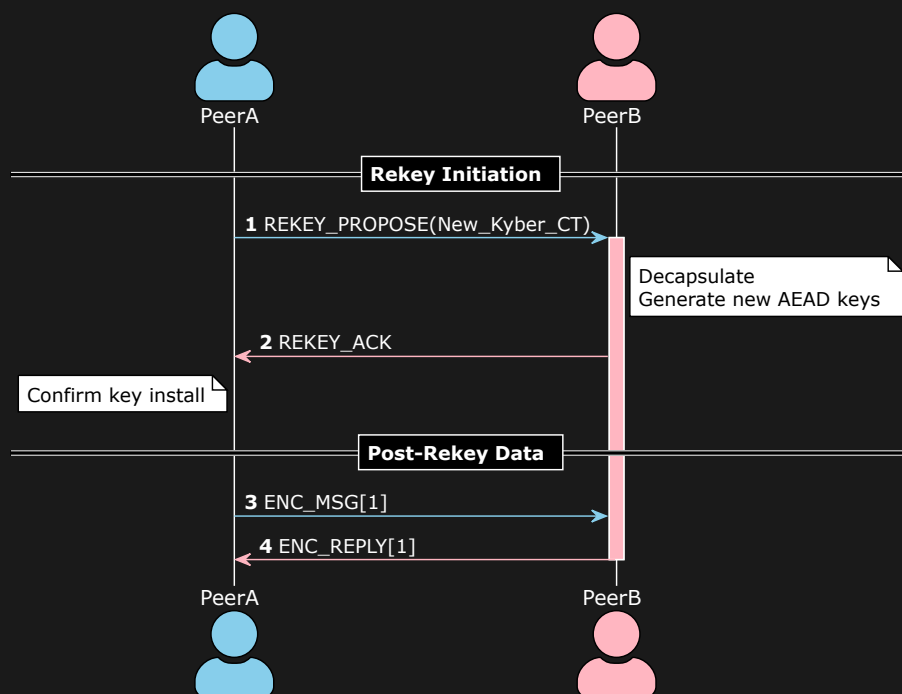 PeerA
PeerB
Rekey Initiation
1 REKEY_PROPOSE(New_Kyber_CT)
Decapsulate
Generate new AEAD keys
2 REKEY_ACK
Confirm key install
Post-Rekey Data
3 ENC_MSG[1]
4 ENC_REPLY[1]
PeerA
PeerB